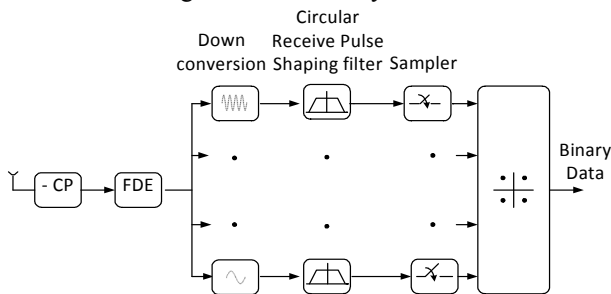 Circular
Down Receive Pulse
conversion Shaping filter Sampler
- CP
FDE
Binary
Data